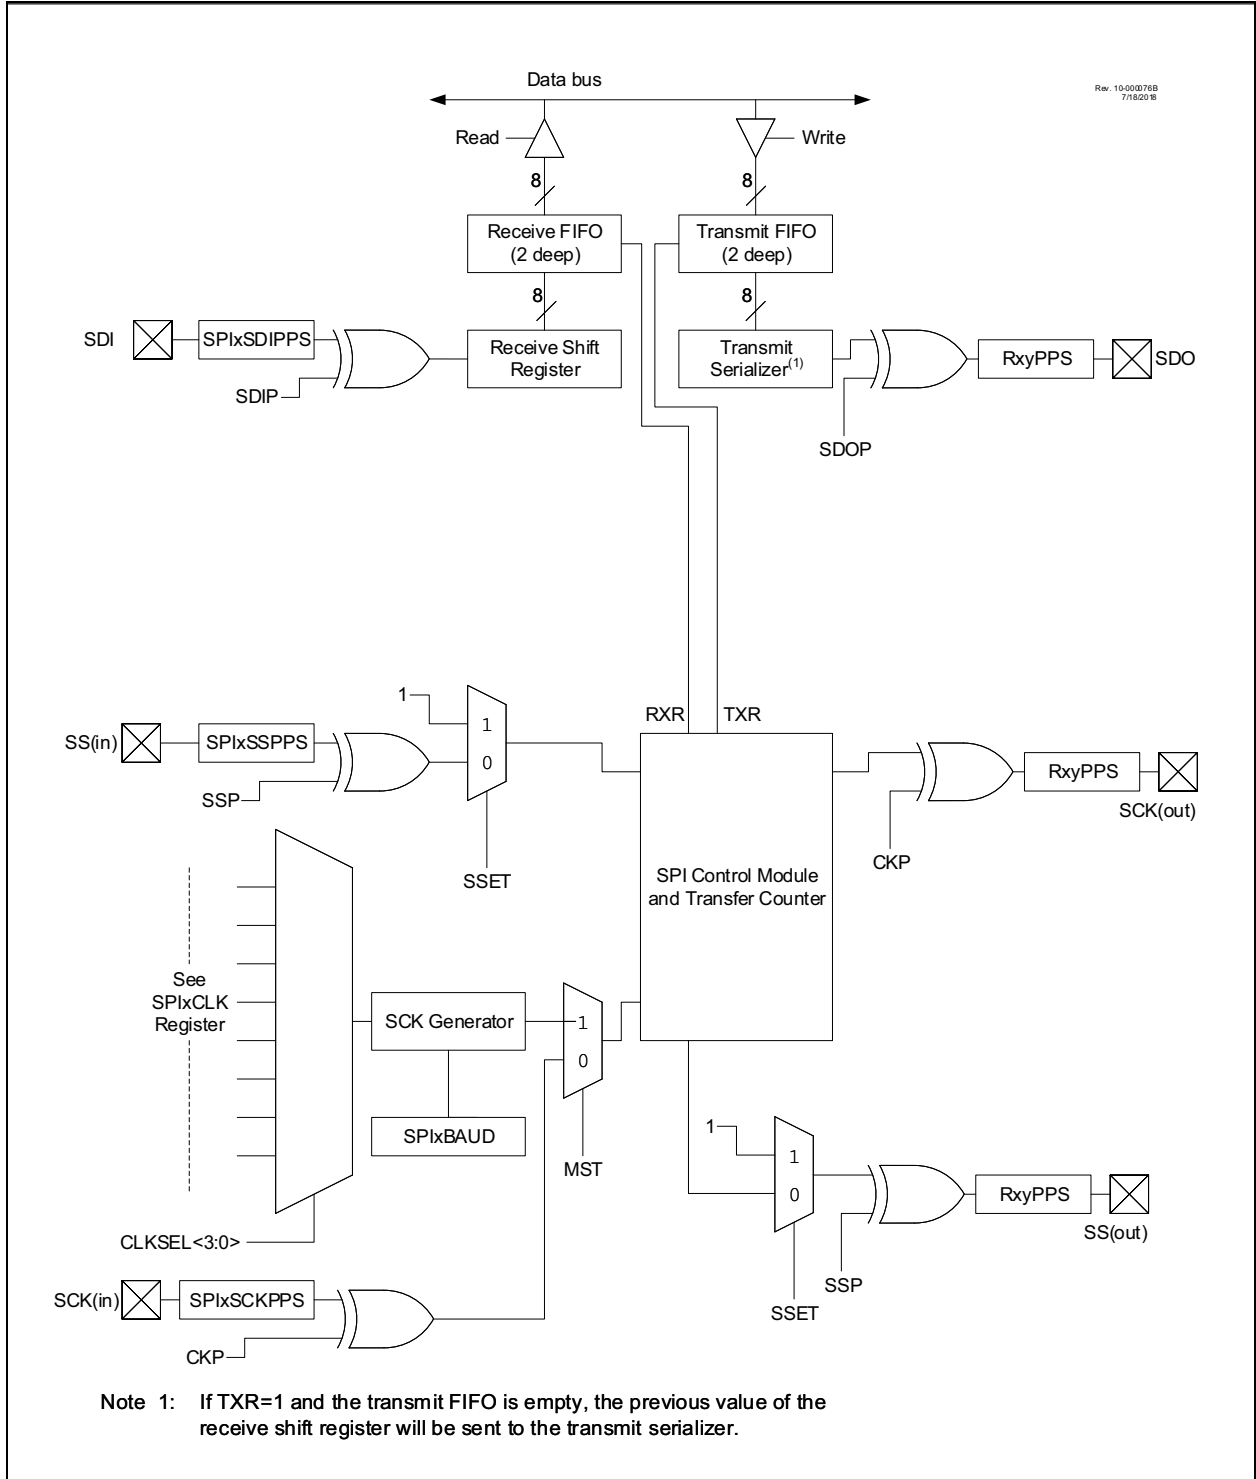 Data bus
Rev. 10-000076B
7/18/2018
Read
Write
8
8
Receive FIFO
(2 deep)
Transmit FIFO
(2 deep)
8
8
SDI
SPIxSDIPPS
SDIP
Receive Shift
Register
Transmit
Serializer(1)
SDOP
RxyPPS
SDO
RXR
TXR
1
SS(in)
SPIxSSPPS
SSP
1
0
SSET
SPI Control Module
and Transfer Counter
CKP
RxyPPS
SCK(out)
See
SPIxCLK
Register
SCK Generator
1
0
SPIxBAUD
MST
CLKSEL<3:0>
1
1
0
SSET
SSP
RxyPPS
SS(out)
SCK(in)
SPIxSCKPPS
CKP
Note 1: If TXR=1 and the transmit FIFO is empty, the previous value of the
receive shift register will be sent to the transmit serializer.